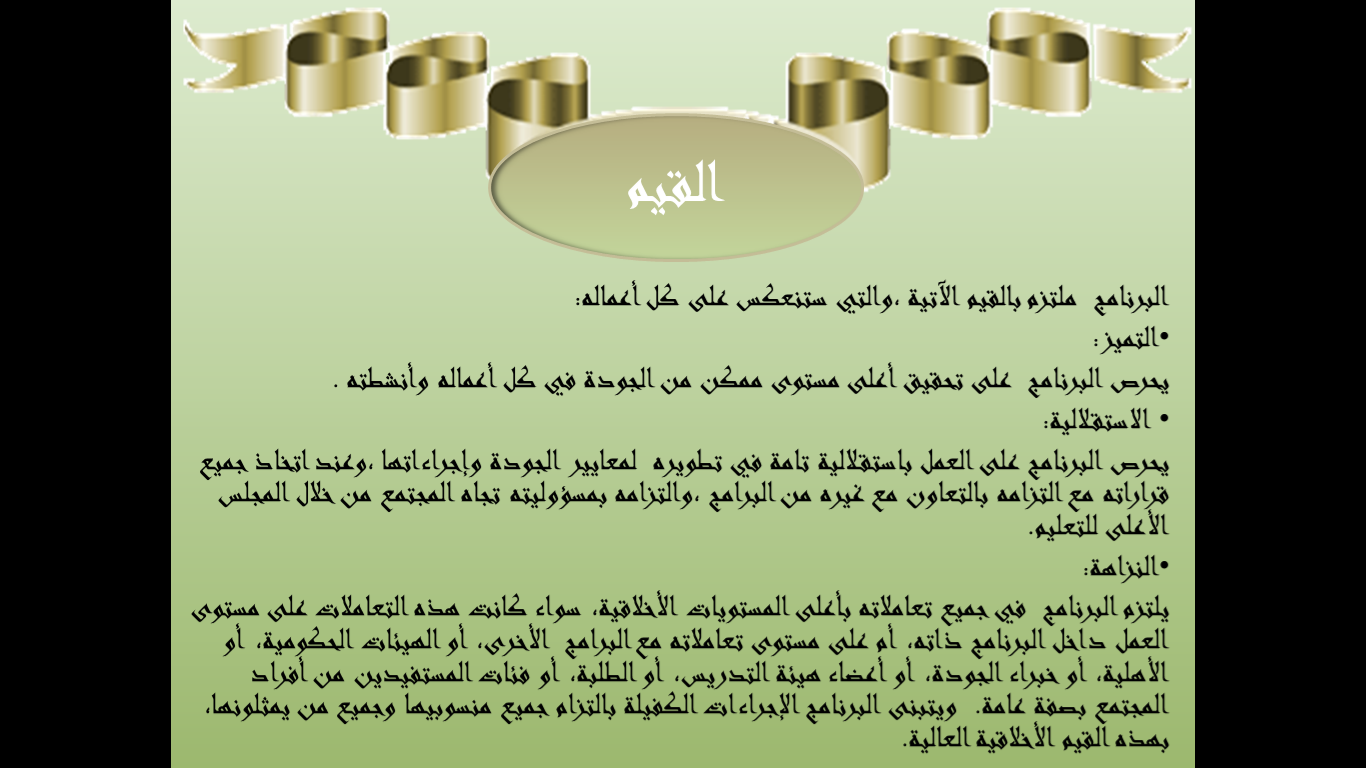 القيم
البرنامج ملتزم بالقيم الآتية ،والتي ستنعكس على كل أعماله:
•التميز:
يحرص البرنامج على تحقيق أعلى مستوى ممكن من الجودة في كل أعماله وأنشطته .
• الاستقلالية:
يحرص البرنامج على العمل باستقلالية تامة في تطويره لمعايير الجودة وإجراءاتها ،وعند اتخاذ جميع
قراراته مع التزامه بالتعاون مع غيره من البرامج ،والتزامه بمسؤوليته تجاه المجتمع من خلال المجلس
الأعلى للتعليم.
•النزاهة:
يلتزم البرنامج في جميع تعاملاته بأعلى المستويات الأخلاقية، سواء كانت هذه التعاملات على مستوى
العمل داخل البرنامج ذاته، أم على مستوى تعاملاته مع البرامج الأخرى، أو الهيئات الحكومية، أو
الأهلية، أو خبراء الجودة، أو أعضاء هيئة التدريس، أو الطلبة، أو فئات المستفيدين من أفراد
المجتمع بصفة عامة. ويتبنى البرنامج الإجراءات الكفيلة بالتزام جميع منسوبيها وجميع من يمثلونها،
بهذه القيم الأخلاقية العالية.